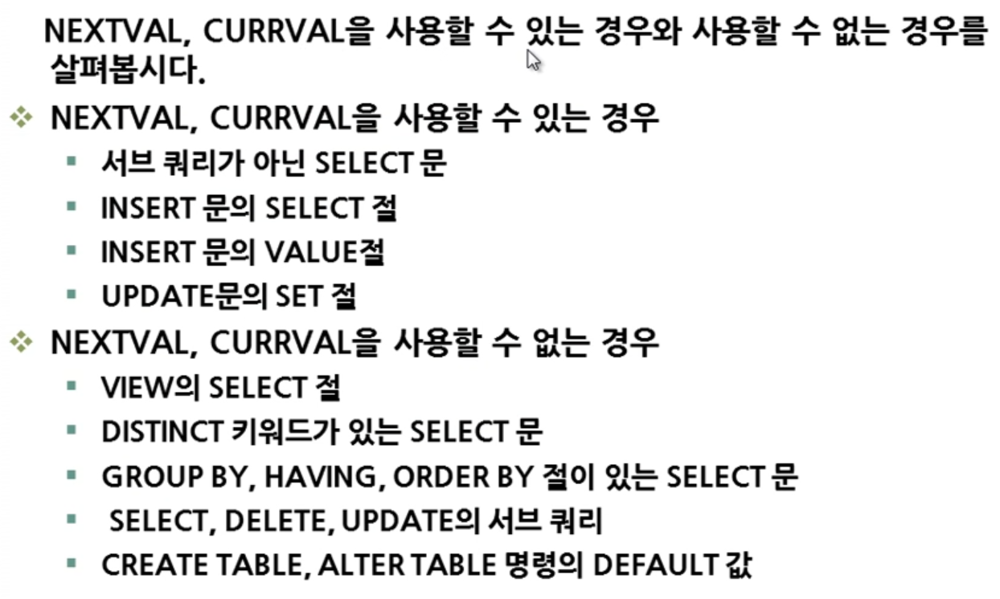 NEXTVAL, CURRVAL을 사용할 수 있는 경우와 사용할 수 없는 경우를
살펴봅시다.
NEXTVAL, CURRVAL을 사용할 수 있는 경우
서브 쿼리가 아닌 SELECT 문
INSERT 문의 SELECT 절
INSERT 문의 VALUE절
UPDATE문의 SET 절
NEXTVAL, CURRVAL을 사용할 수 없는 경우
VIEW의 SELECT 절
DISTINCT 키워드가 있는 SELECT 문
GROUP BY, HAVING, ORDER BY 절이 있는 SELECT 문
SELECT, DELETE, UPDATE의 서브 쿼리
CREATE TABLE, ALTER TABLE 명령의 DEFAULT 값